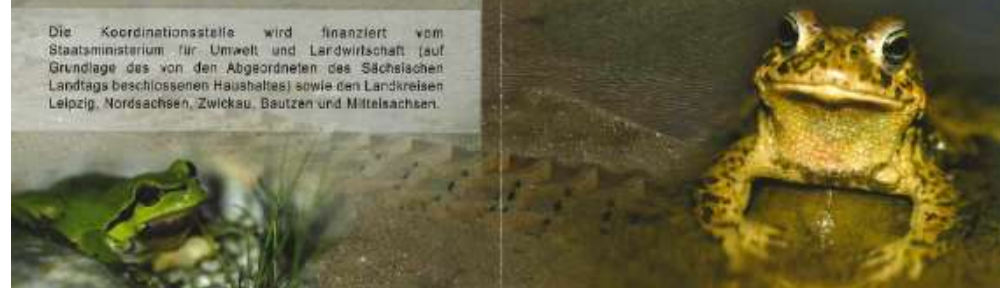 Die Koordinationsstelle wird finanziert vom
Staatsministerium für Umwelt und Landwirtschaft (auf
Grundlage des von den Abgeordneten des Sächsischen
Landtags beschlossenen Haushaltes) sowie den Landkreisen
Leipzig, Nordsachsen, Zwickau, Bautzen und Mittelsachsen.